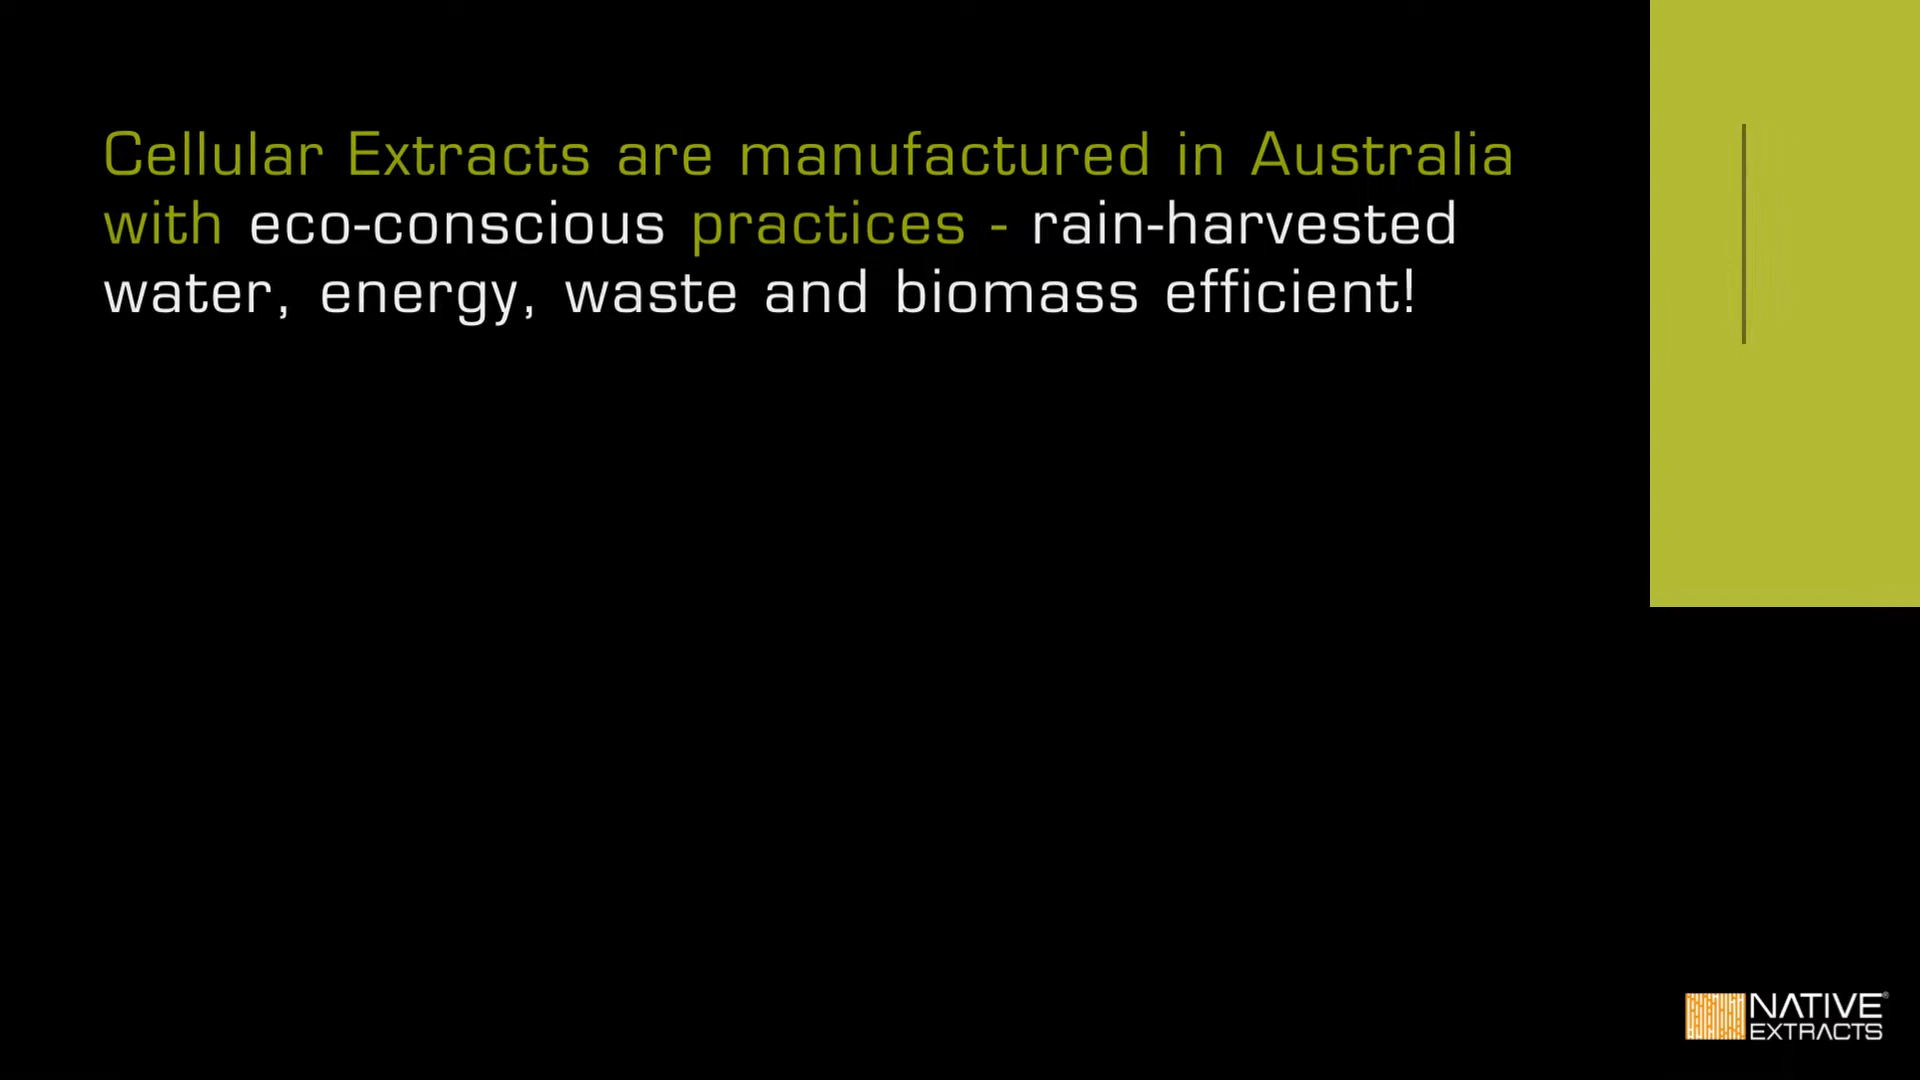 Cellular Extracts are manufactured in Australia
with eco-conscious practices - rain-harvested
water, energy, waste and biomass efficient!
NATIVE®
EXTRACTS